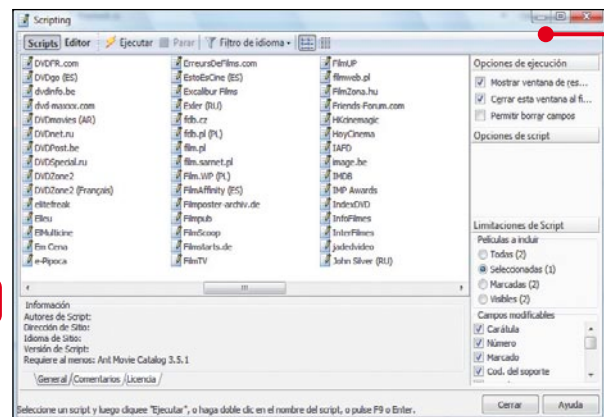 Scripting
Scripts Editor Ejecutar Parar Filtro de idioma
DVDFR.com
DVDgo (ES)
dvdinfo.be
dvd-maxxx.com
DVDmovies (AR)
DVDnet.ru
DVDPost.be
DVDSpecial.ru
DVDZone2
DVDZone2 (Français)
elitefreak
Elleu
ElMulticine
Em Cena
e-Pipoca
ErreursDeFilms.com
EstoEsCine (ES)
Excalibur Films
Exler (RU)
fdb.cz
fdb.pl (PL)
film.pl
film.sarnet.pl
Film.WP (PL)
FilmAffinity (ES)
Filmposter-archiv.de
Filmpub
FilmScoop
Filmstarts.de
FilmTV
FilmUP
filmweb.pl
FilmZona.hu
Friends-Forum.com
HKcinemagic
HoyCinema
IAFD
image.be
IMDB
IMP Awards
IndexDVD
InfoFilmes
InterFilmes
jadedvideo
John Silver (RU)
Opciones de ejecución
Mostrar ventana de res...
Cerrar esta ventana al fi...
Permitir borrar campos
Opciones de script
Limitaciones de Script
Películas a incluir
Todas (2)
Seleccionadas (1)
Marcadas (2)
Visibles (2)
Campos modificables
Carátula
Número
Marcado
Cod. del soporte
Información
Autores de Script:
Dirección de Sitio:
Idioma de Sitio:
Versión de Script:
Requiere al menos: Ant Movie Catalog 3.5.1
General Comentarios Licencia
Seleccione un script y luego cliquee "Ejecutar", o haga doble clic en el nombre del script, o pulse F9 o Enter.
Cerrar Ayuda